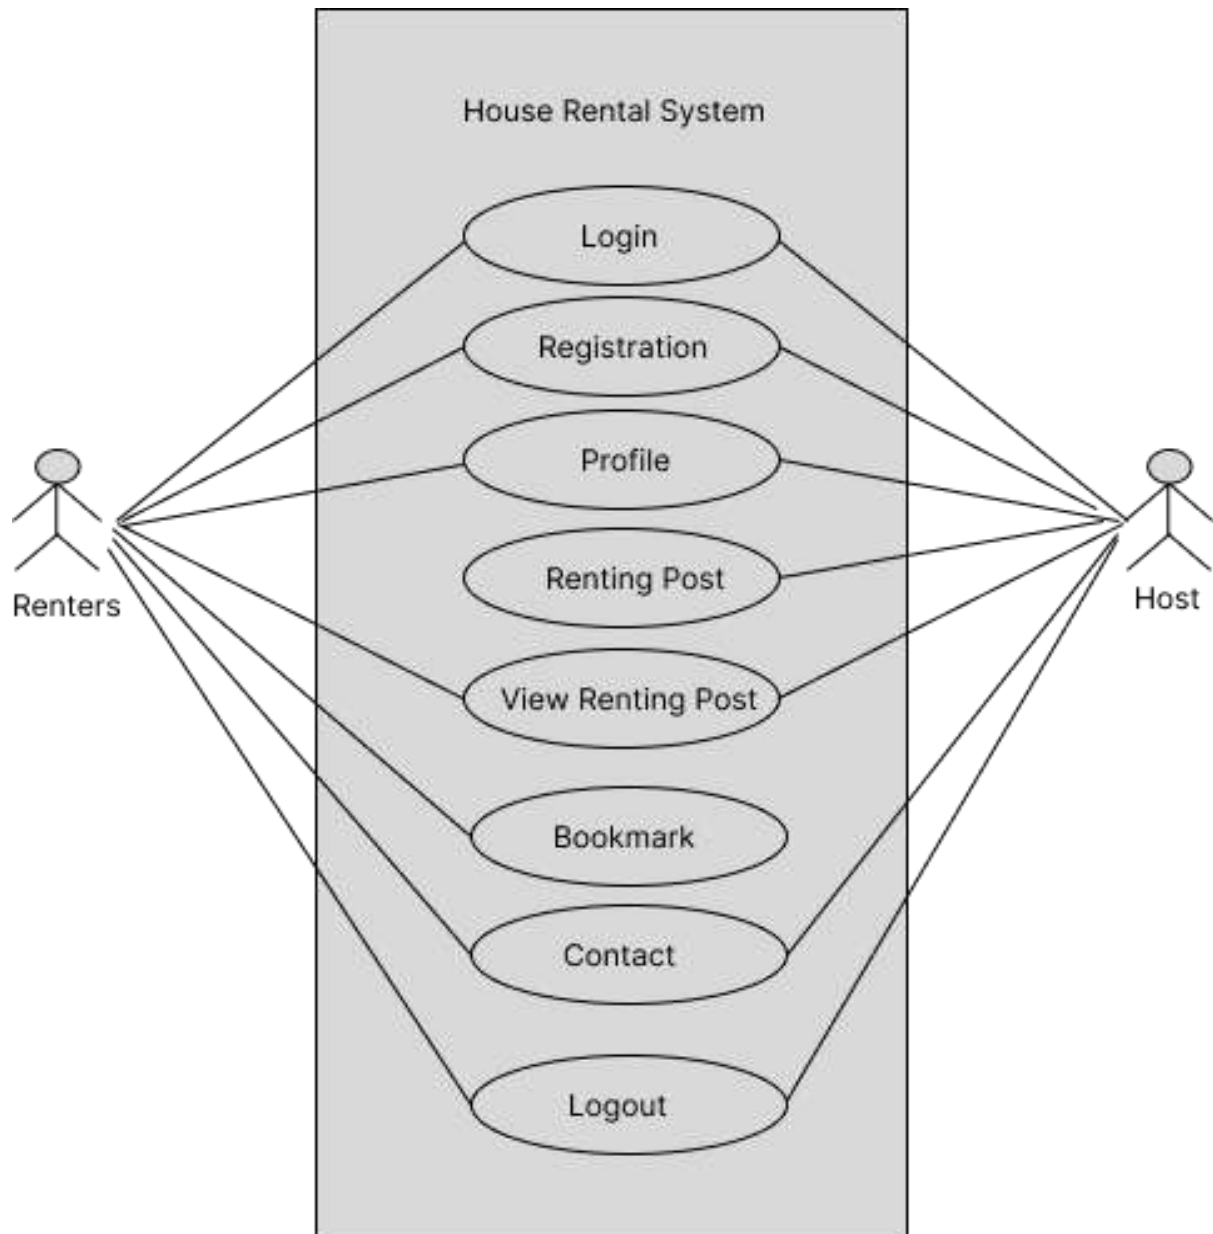 House Rental System
Login
Registration
Profile
Renting Post
View Renting Post
Bookmark
Contact
Logout
Renters
Host